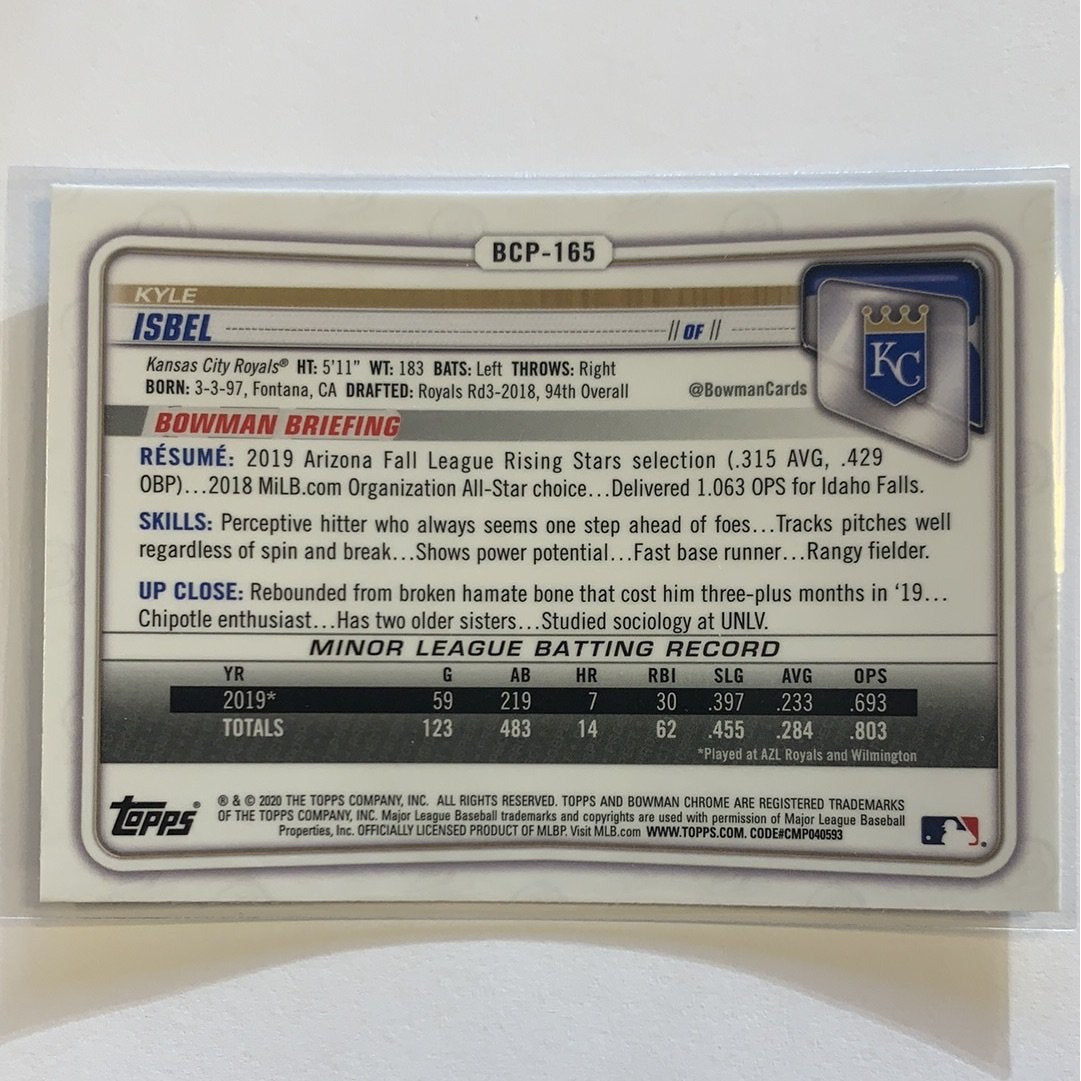 BCP-165
KYLE
ISBEL // OF //
KC
Kansas City Royals® HT: 5'11" WT: 183 BATS: Left THROWS: Right
BORN: 3-3-97, Fontana, CA DRAFTED: Royals Rd3-2018, 94th Overall
@BowmanCards
BOWMAN BRIEFING
RÉSUMÉ: 2019 Arizona Fall League Rising Stars selection (.315 AVG, .429
OBP)...2018 MiLB.com Organization All-Star choice...Delivered 1.063 OPS for Idaho Falls.
SKILLS: Perceptive hitter who always seems one step ahead of foes...Tracks pitches well
regardless of spin and break...Shows power potential...Fast base runner...Rangy fielder.
UP CLOSE: Rebounded from broken hamate bone that cost him three-plus months in '19...
Chipotle enthusiast...Has two older sisters...Studied sociology at UNLV.
MINOR LEAGUE BATTING RECORD
YR G AB HR RBI SLG AVG OPS
2019* 59 219 7 30 .397 .233 .693
TOTALS 123 483 14 62 .455 .284 .803
*Played at AZL Royals and Wilmington
Topps®
® & © 2020 THE TOPPS COMPANY, INC. ALL RIGHTS RESERVED. TOPPS AND BOWMAN CHROME ARE REGISTERED TRADEMARKS
OF THE TOPPS COMPANY, INC. Major League Baseball trademarks and copyrights are used with permission of Major League Baseball
Properties, Inc. OFFICIALLY LICENSED PRODUCT OF MLBP. Visit MLB.com WWW.TOPPS.COM. CODE#CMP040593